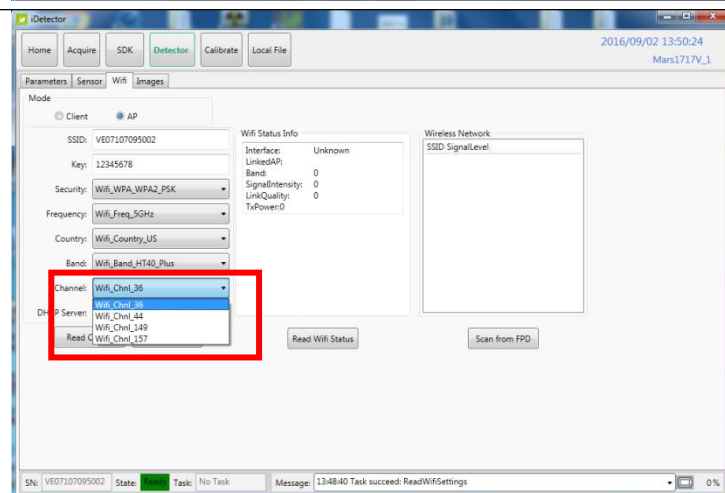 iDetector
Home Acquire SDK Detector Calibrate Local File
2016/09/02 13:50:24
Mars1717V_1
Parameters Sensor Wifi Images
Mode
Client AP
SSID: VE07107095002
Key: 12345678
Security: Wifi_WPA_WPA2_PSK
Frequency: Wifi_Freq_5GHz
Country: Wifi_Country_US
Band: Wifi_Band_HT40_Plus
Channel: Wifi_Chnl_36
Wifi_Chnl_36
Wifi_Chnl_44
Wifi_Chnl_149
Wifi_Chnl_157
Server:
Read
Wifi Status Info
Interface: Unknown
LinkedAP:
Band: 0
SignalIntensity: 0
LinkQuality: 0
TxPower:0
Wireless Network
SSID SignalLevel
Read Wifi Status
Scan from FPD
SN: VE07107095002 State: Ready Task: No Task Message: 13:48:40 Task succeed: ReadWifiSettings 0%